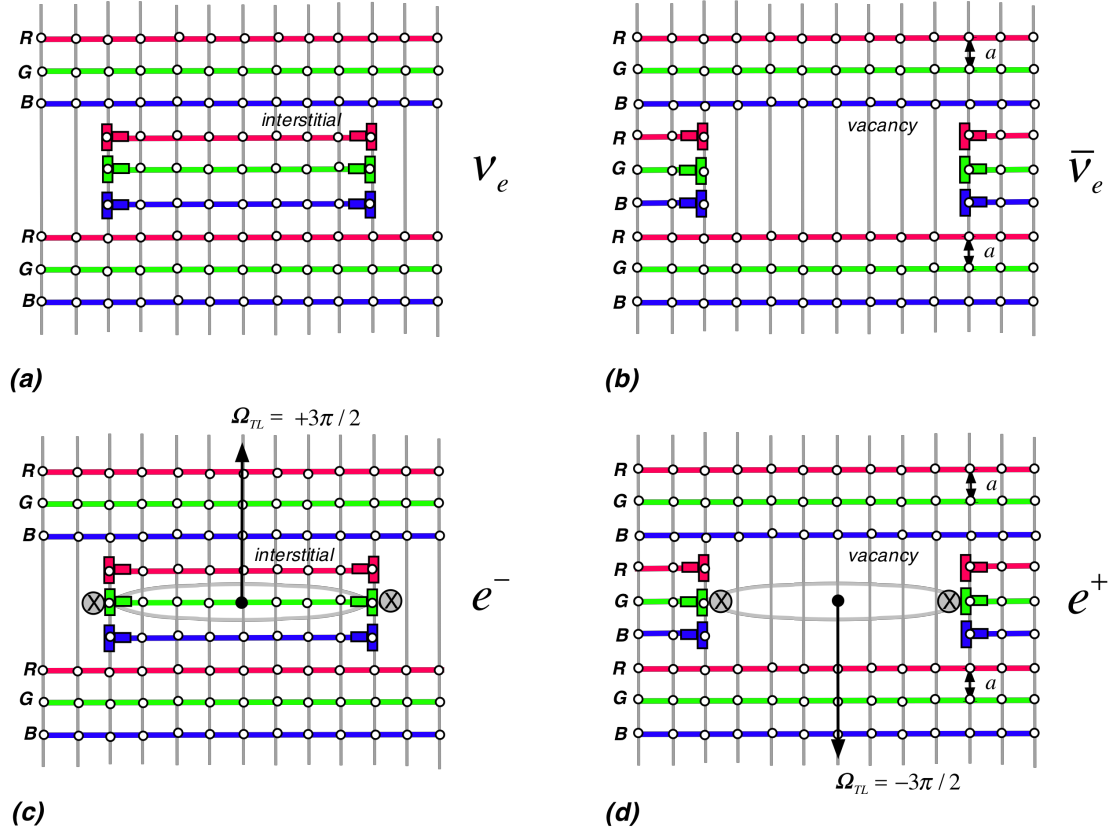 R
G
B
interstitial
R
G
B
ν_e
(a)
R
G
B
a
vacancy
R
G
B
R
G
B
a
ν̅_e
(b)
Ω_TL = +3π / 2
R
G
B
interstitial
R
G
B
e⁻
(c)
R
G
B
a
vacancy
R
G
B
R
G
B
a
e⁺
Ω_TL = −3π / 2
(d)